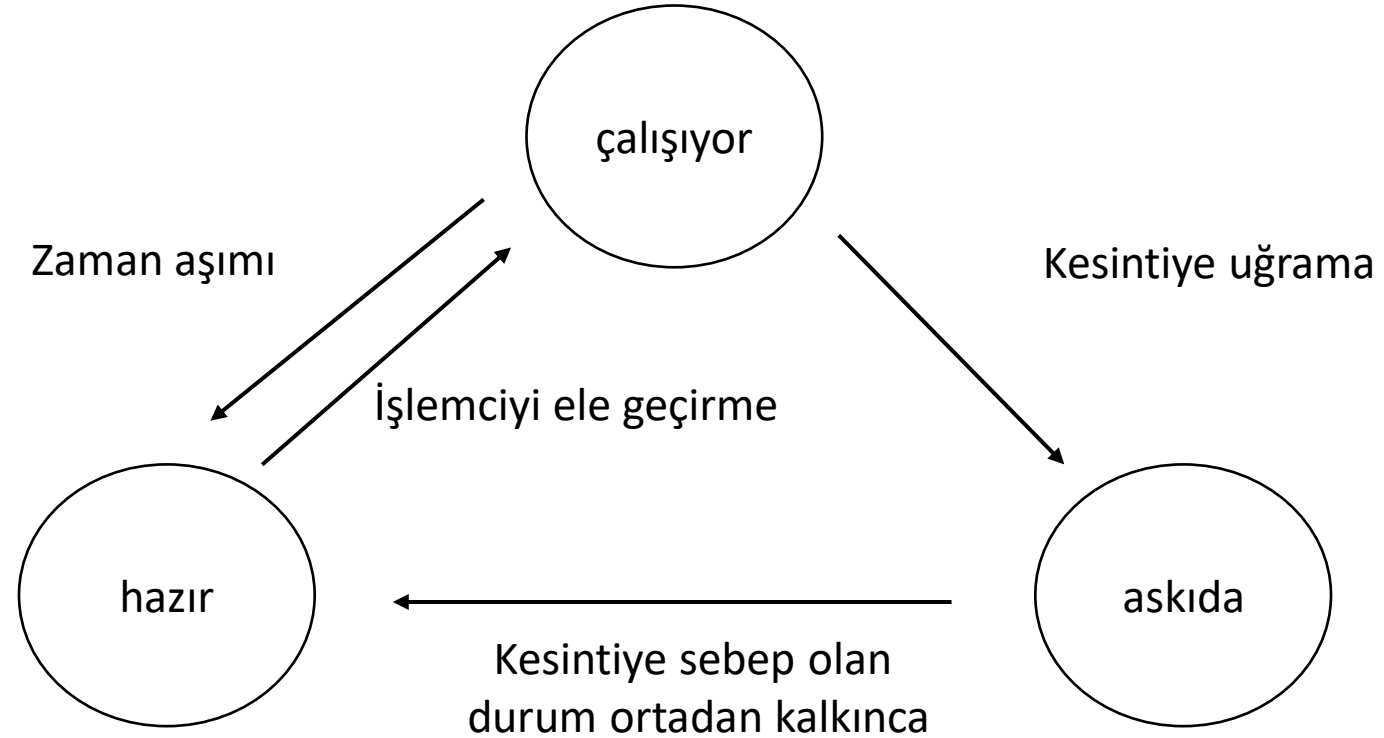 çalışıyor
Zaman aşımı
Kesintiye uğrama
İşlemciyi ele geçirme
hazır
askıda
Kesintiye sebep olan
durum ortadan kalkınca